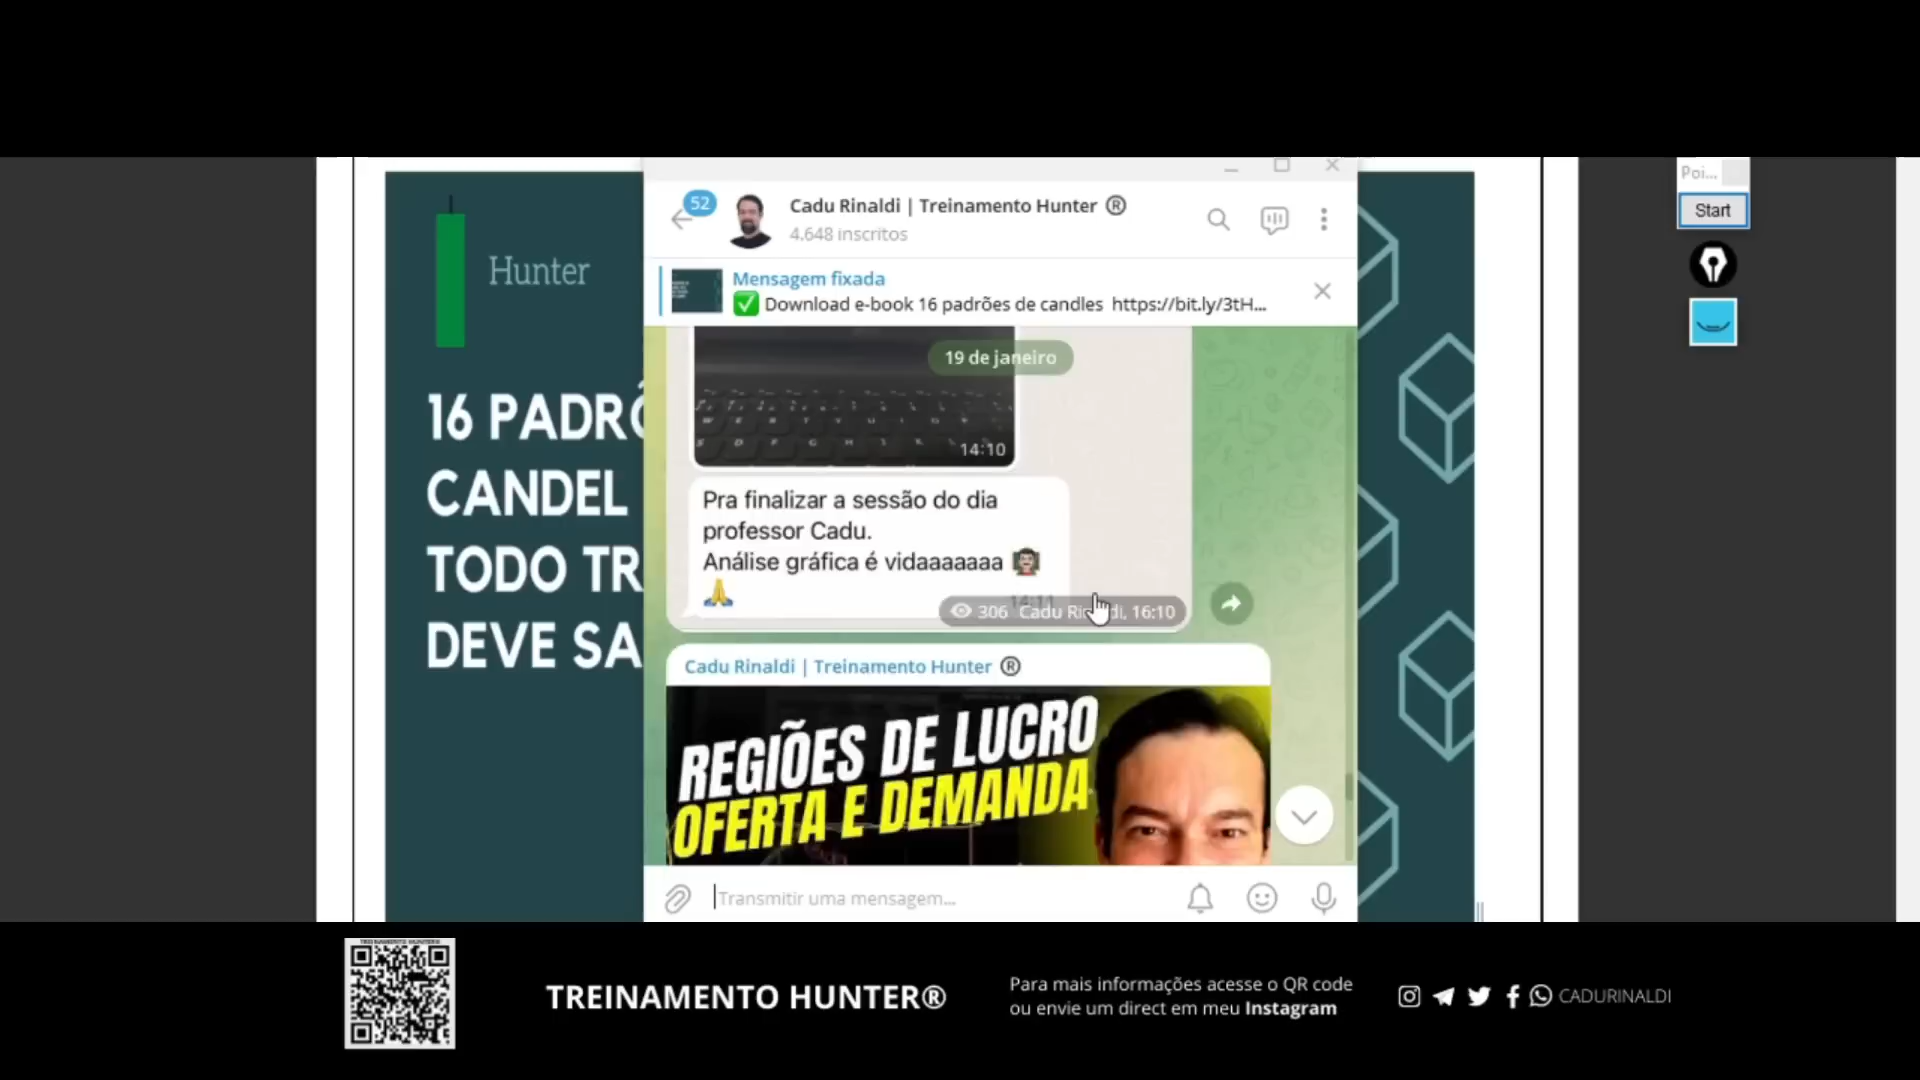 Poi...
Start
Hunter
16 PADRÕ
CANDEL
TODO TR
DEVE SA
52
Cadu Rinaldi | Treinamento Hunter ®
4.648 inscritos
Mensagem fixada
✅ Download e-book 16 padrões de candles https://bit.ly/3tH...
19 de janeiro
14:10
Pra finalizar a sessão do dia
professor Cadu.
Análise gráfica é vidaaaaaaa 👨🏻‍🏫
🙏
306 Cadu Rinaldi, 16:10
Cadu Rinaldi | Treinamento Hunter ®
REGIÕES DE LUCRO
OFERTA E DEMANDA
Transmitir uma mensagem...
TREINAMENTO HUNTER®
Para mais informações acesse o QR code
ou envie um direct em meu Instagram
CADURINALDI